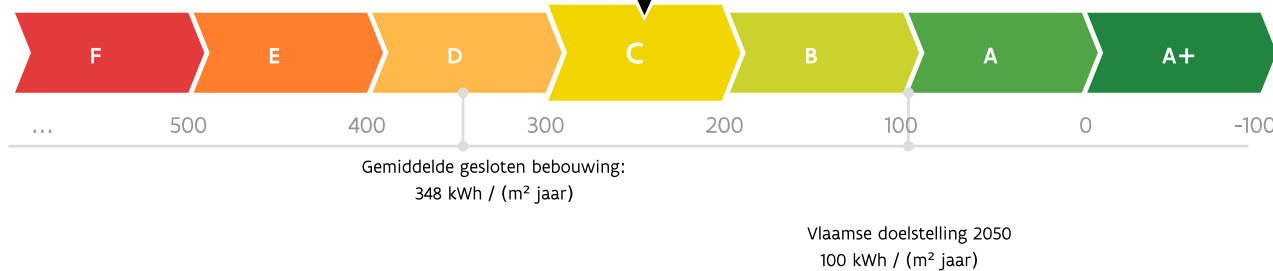 F E D C B A A+
... 500 400 300 200 100 0 -100
Gemiddelde gesloten bebouwing:
348 kWh / (m² jaar)
Vlaamse doelstelling 2050
100 kWh / (m² jaar)